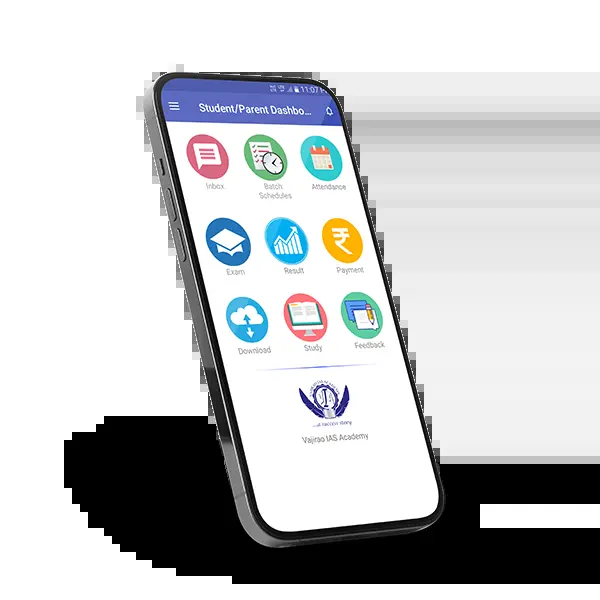 11:07
Student/Parent Dashbo...
Inbox
Batch
Schedules
Attendance
Exam
Result
Payment
Download
Study
Feedback
...a success story
Vajirao IAS Academy